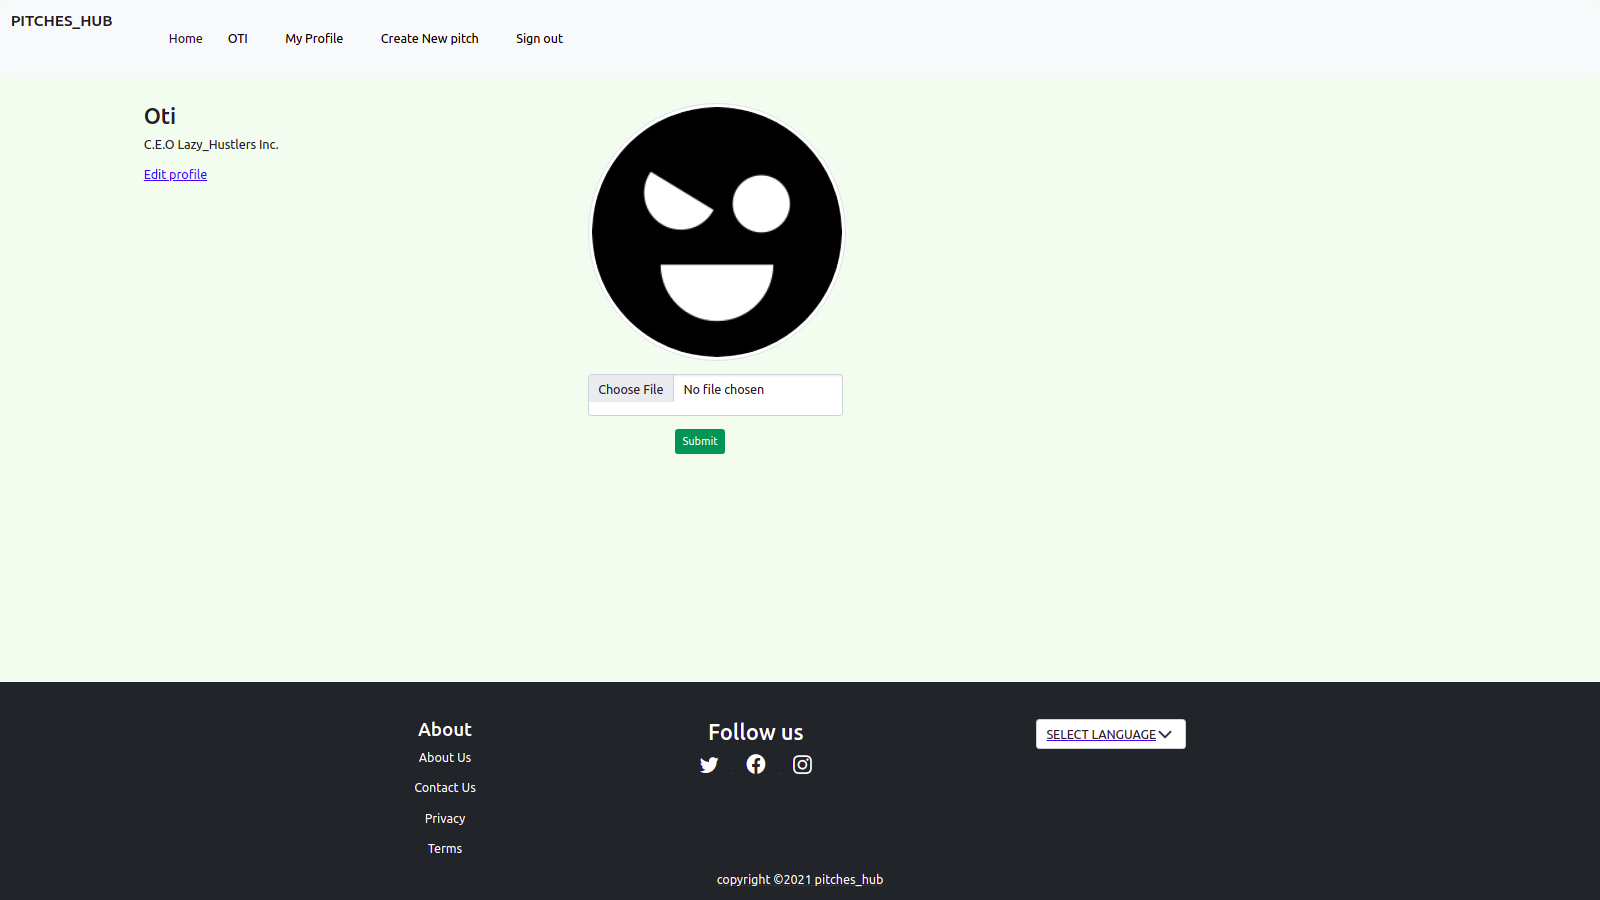 PITCHES_HUB
Home OTI My Profile Create New pitch Sign out
Oti
C.E.O Lazy_Hustlers Inc.
Edit profile
Choose File No file chosen
Submit
About
About Us
Contact Us
Privacy
Terms
Follow us
SELECT LANGUAGE
copyright ©2021 pitches_hub